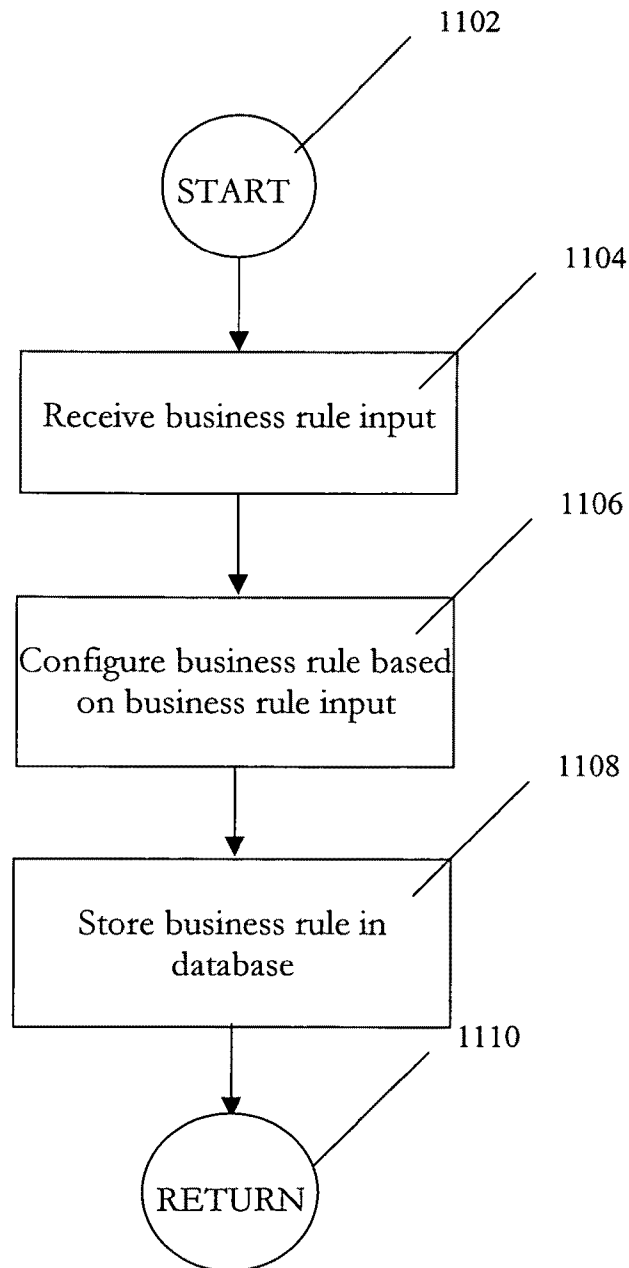 1102
START
1104
Receive business rule input
1106
Configure business rule based
on business rule input
1108
Store business rule in
database
1110
RETURN